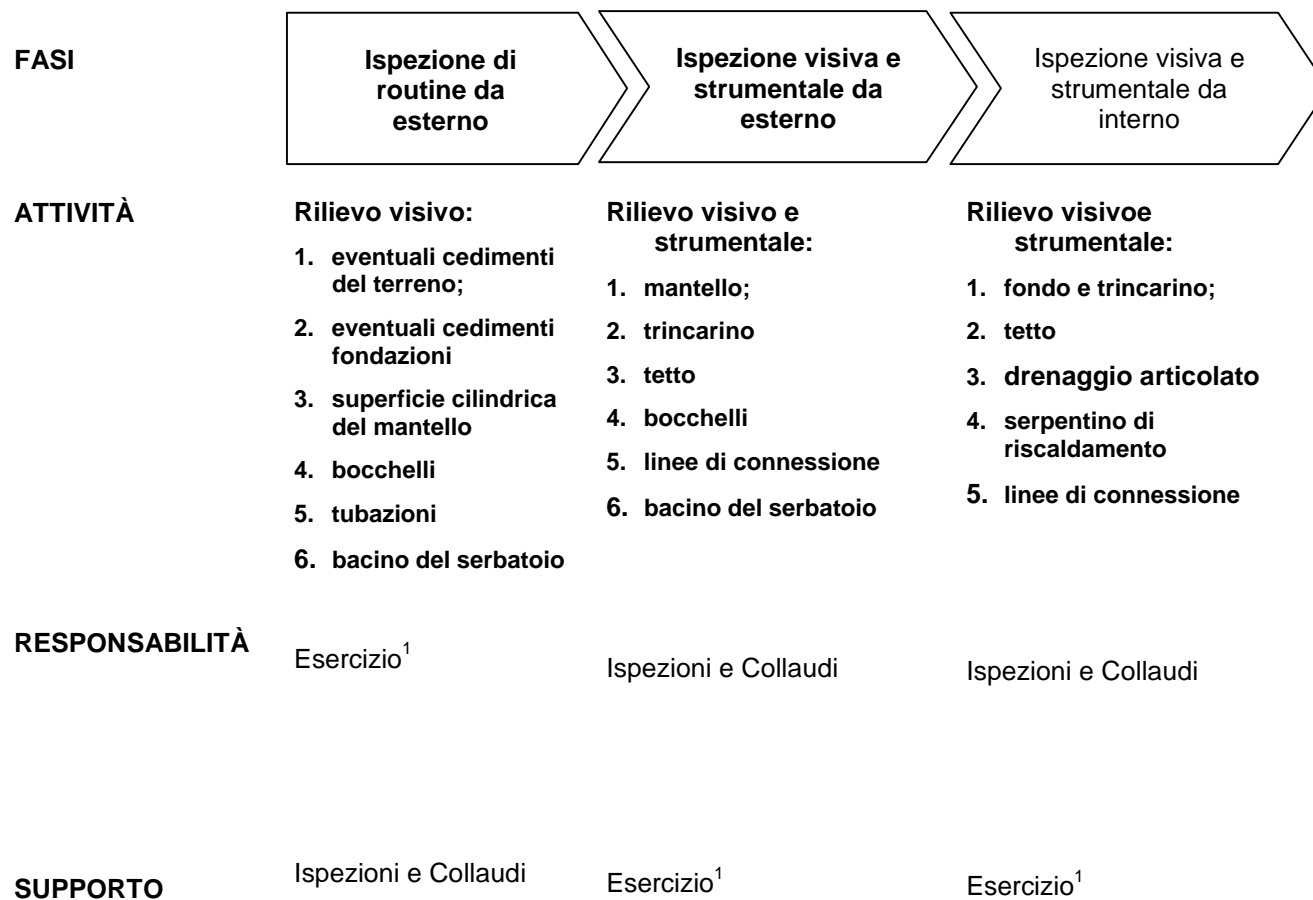 FASI
Ispezione di
routine da
esterno
Ispezione visiva e
strumentale da
esterno
Ispezione visiva e
strumentale da
interno
ATTIVITÀ
Rilievo visivo:
1. eventuali cedimenti
del terreno;
2. eventuali cedimenti
fondazioni
3. superficie cilindrica
del mantello
4. bocchelli
5. tubazioni
6. bacino del serbatoio
Rilievo visivo e
strumentale:
1. mantello;
2. trincarino
3. tetto
4. bocchelli
5. linee di connessione
6. bacino del serbatoio
Rilievo visivoe
strumentale:
1. fondo e trincarino;
2. tetto
3. drenaggio articolato
4. serpentino di
riscaldamento
5. linee di connessione
RESPONSABILITÀ
Esercizio¹
Ispezioni e Collaudi
Ispezioni e Collaudi
SUPPORTO
Ispezioni e Collaudi
Esercizio¹
Esercizio¹